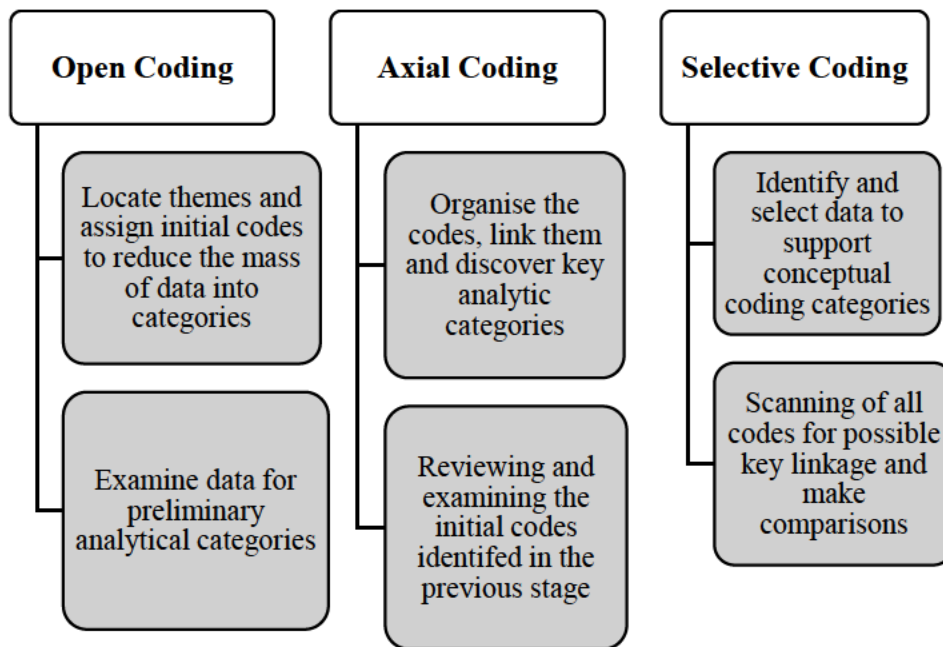 Open Coding
Locate themes and
assign initial codes
to reduce the mass
of data into
categories
Examine data for
preliminary
analytical categories
Axial Coding
Organise the
codes, link them
and discover key
analytic
categories
Reviewing and
examining the
initial codes
identifed in the
previous stage
Selective Coding
Identify and
select data to
support
conceptual
coding categories
Scanning of all
codes for possible
key linkage and
make
comparisons